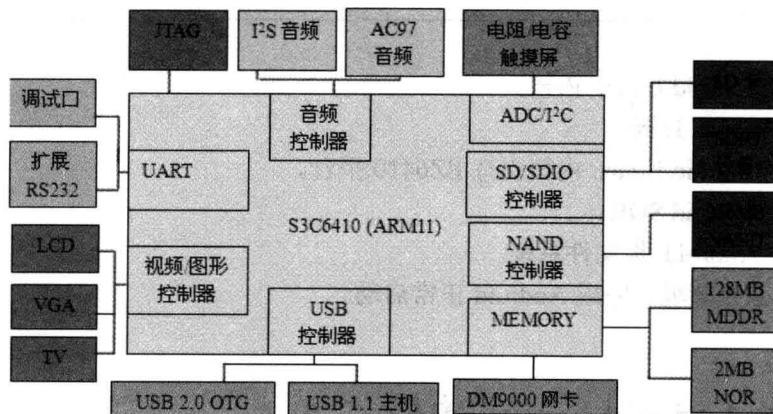 JTAG
I²S 音频
AC97
音频
电阻/电容
触摸屏
调试口
扩展
RS232
音频
控制器
ADC/I²C
UART
SD/SDIO
控制器
S3C6410 (ARM11)
LCD
VGA
TV
视频/图形
控制器
NAND
控制器
USB
控制器
MEMORY
128MB
MDDR
2MB
NOR
USB 2.0 OTG
USB 1.1 主机
DM9000 网卡